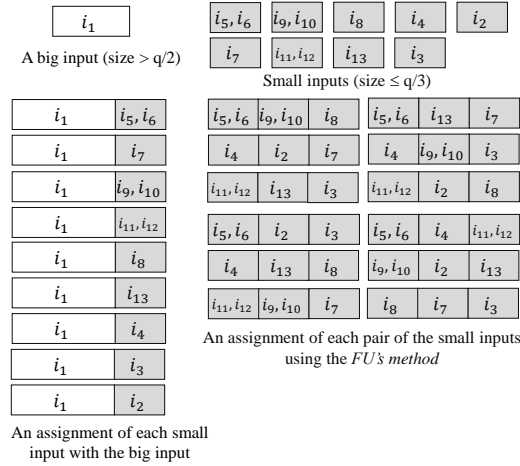 i₁
A big input (size > q/2)
i₅, i₆ i₉, i₁₀ i₈ i₄ i₂
i₇ i₁₁, i₁₂ i₁₃ i₃
Small inputs (size ≤ q/3)
i₁ i₅, i₆
i₁ i₇
i₁ i₉, i₁₀
i₁ i₁₁, i₁₂
i₁ i₈
i₁ i₁₃
i₁ i₄
i₁ i₃
i₁ i₂
An assignment of each small
input with the big input
i₅, i₆ i₉, i₁₀ i₈
i₄ i₂ i₇
i₁₁, i₁₂ i₁₃ i₃
i₅, i₆ i₁₃ i₇
i₄ i₉, i₁₀ i₃
i₁₁, i₁₂ i₂ i₈
i₅, i₆ i₂ i₃
i₄ i₁₃ i₈
i₁₁, i₁₂ i₉, i₁₀ i₇
i₅, i₆ i₄ i₁₁, i₁₂
i₉, i₁₀ i₂ i₁₃
i₈ i₇ i₃
An assignment of each pair of the small inputs
using the FU's method